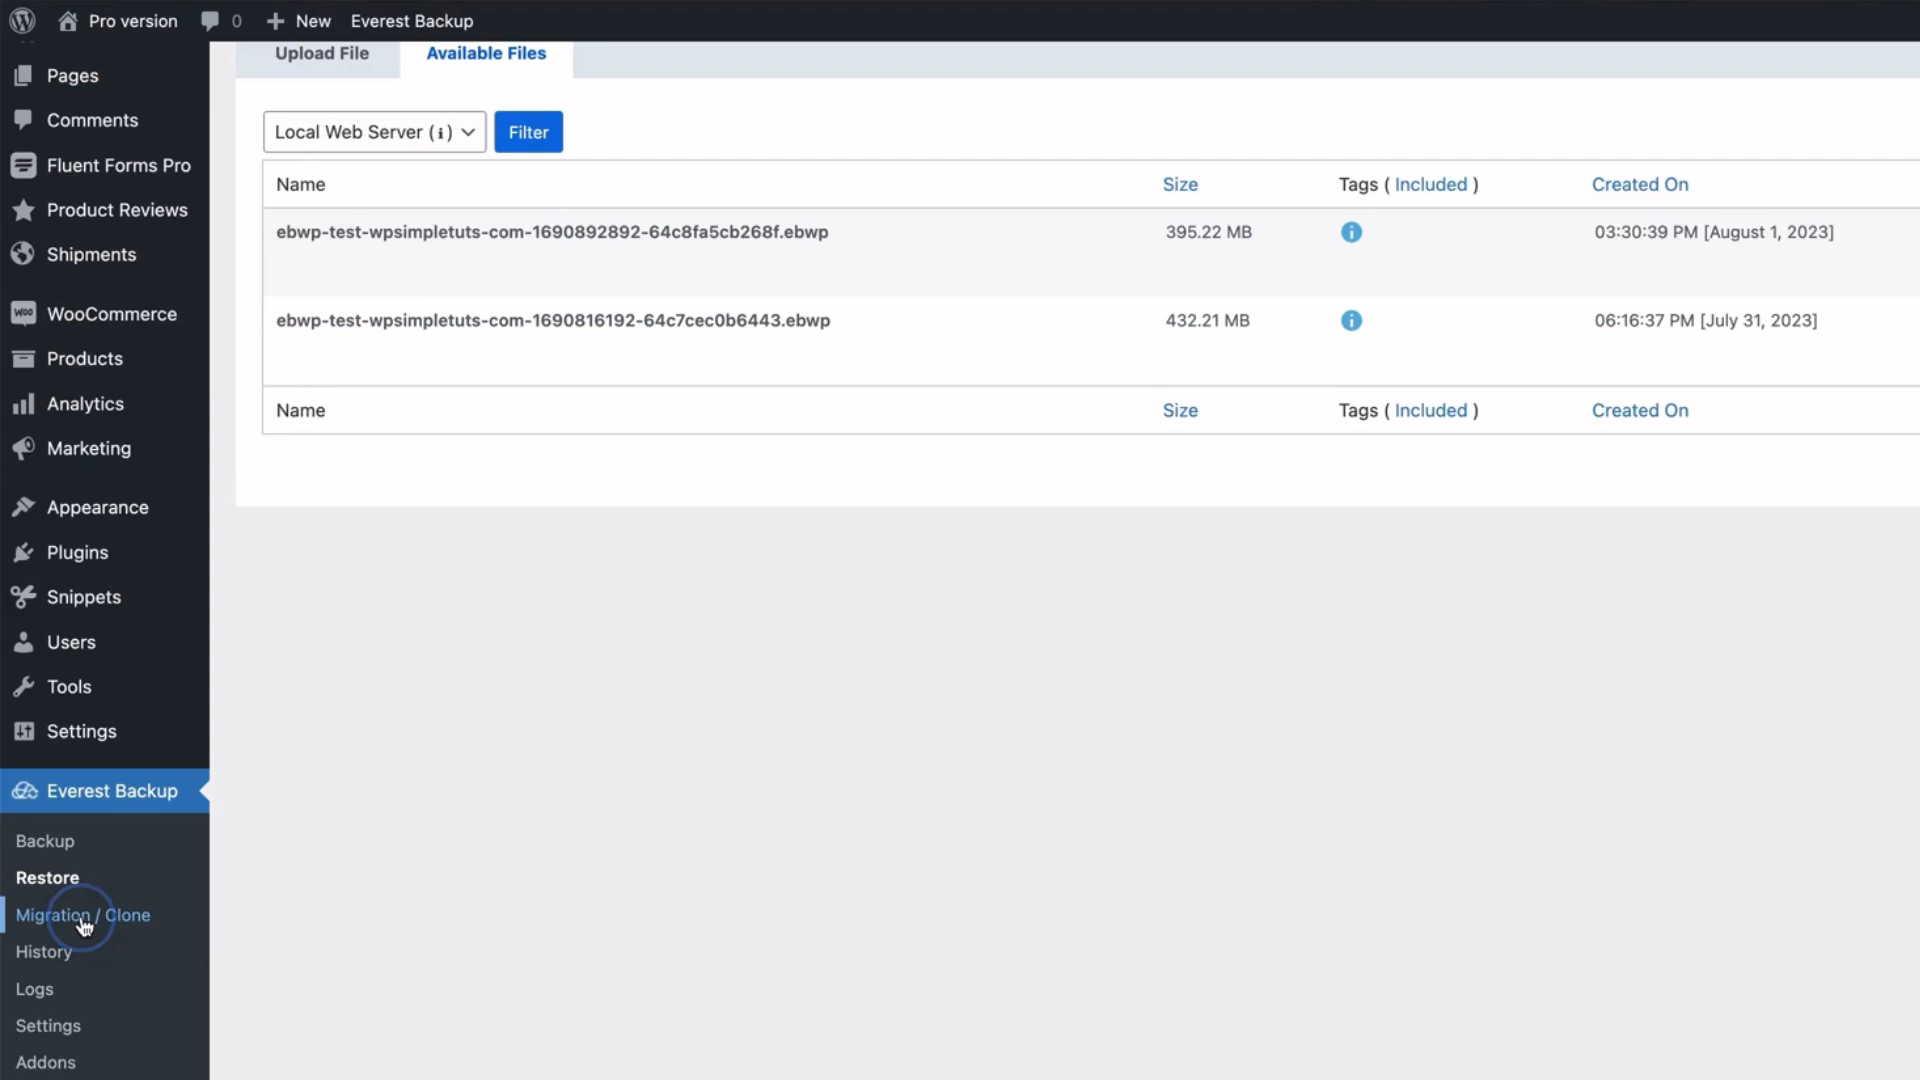 Pro version 0 New Everest Backup
Pages
Comments
Fluent Forms Pro
Product Reviews
Shipments
Woo WooCommerce
Products
Analytics
Marketing
Appearance
Plugins
Snippets
Users
Tools
Settings
Everest Backup
Backup
Restore
Migration / Clone
History
Logs
Settings
Addons
Upload File Available Files
Local Web Server (ℹ) Filter
Name Size Tags ( Included ) Created On
ebwp-test-wpsimpletuts-com-1690892892-64c8fa5cb268f.ebwp 395.22 MB 03:30:39 PM [August 1, 2023]
ebwp-test-wpsimpletuts-com-1690816192-64c7cec0b6443.ebwp 432.21 MB 06:16:37 PM [July 31, 2023]
Name Size Tags ( Included ) Created On